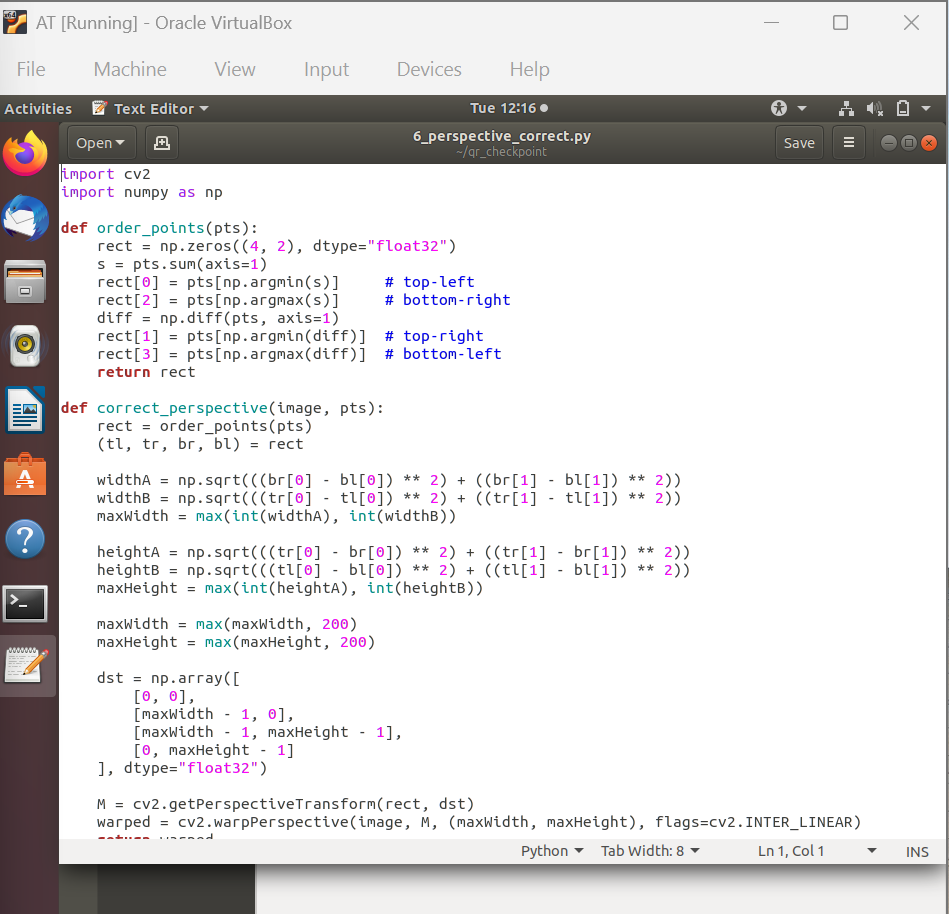 AT [Running] - Oracle VirtualBox
File Machine View Input Devices Help
Activities Text Editor Tue 12:16
Open 6_perspective_correct.py Save
~/qr_checkpoint
import cv2
import numpy as np
def order_points(pts):
    rect = np.zeros((4, 2), dtype="float32")
    s = pts.sum(axis=1)
    rect[0] = pts[np.argmin(s)]     # top-left
    rect[2] = pts[np.argmax(s)]     # bottom-right
    diff = np.diff(pts, axis=1)
    rect[1] = pts[np.argmin(diff)]  # top-right
    rect[3] = pts[np.argmax(diff)]  # bottom-left
    return rect
def correct_perspective(image, pts):
    rect = order_points(pts)
    (tl, tr, br, bl) = rect
    widthA = np.sqrt(((br[0] - bl[0]) ** 2) + ((br[1] - bl[1]) ** 2))
    widthB = np.sqrt(((tr[0] - tl[0]) ** 2) + ((tr[1] - tl[1]) ** 2))
    maxWidth = max(int(widthA), int(widthB))
    heightA = np.sqrt(((tr[0] - br[0]) ** 2) + ((tr[1] - br[1]) ** 2))
    heightB = np.sqrt(((tl[0] - bl[0]) ** 2) + ((tl[1] - bl[1]) ** 2))
    maxHeight = max(int(heightA), int(heightB))
    maxWidth = max(maxWidth, 200)
    maxHeight = max(maxHeight, 200)
    dst = np.array([
        [0, 0],
        [maxWidth - 1, 0],
        [maxWidth - 1, maxHeight - 1],
        [0, maxHeight - 1]
    ], dtype="float32")
    M = cv2.getPerspectiveTransform(rect, dst)
    warped = cv2.warpPerspective(image, M, (maxWidth, maxHeight), flags=cv2.INTER_LINEAR)
    return warped
Python Tab Width: 8 Ln 1, Col 1 INS